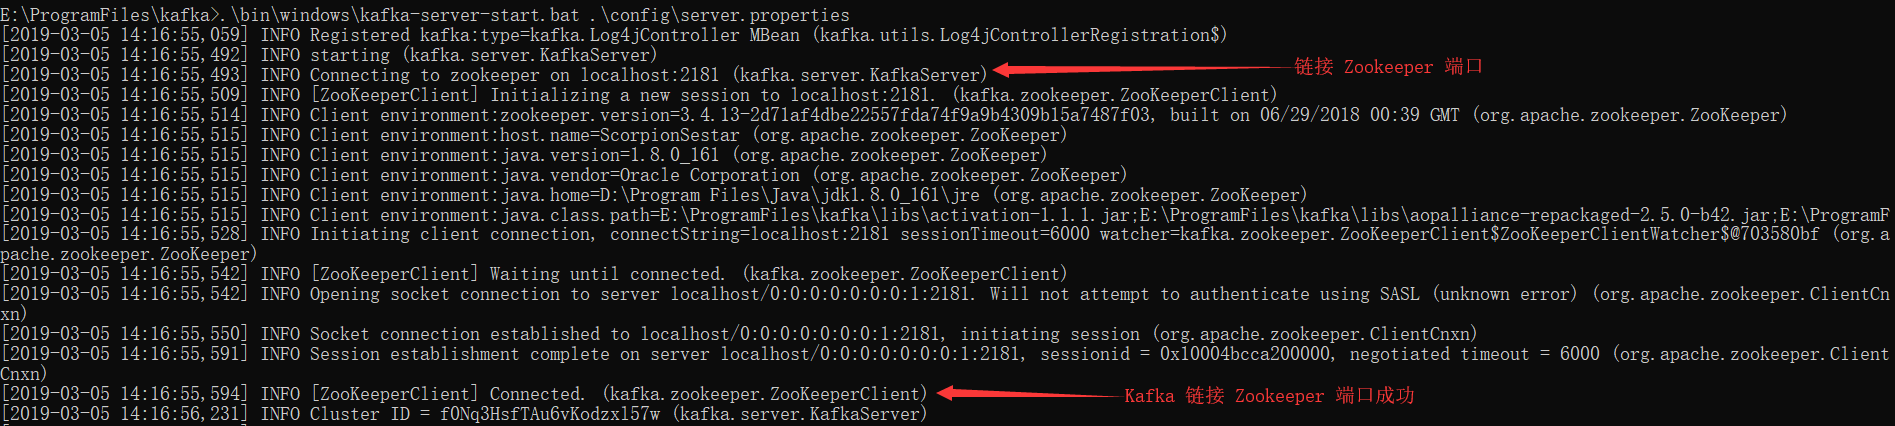 E:\ProgramFiles\kafka>.\bin\windows\kafka-server-start.bat .\config\server.properties
[2019-03-05 14:16:55,059] INFO Registered kafka:type=kafka.Log4jController MBean (kafka.utils.Log4jControllerRegistration$)
[2019-03-05 14:16:55,492] INFO starting (kafka.server.KafkaServer)
[2019-03-05 14:16:55,493] INFO Connecting to zookeeper on localhost:2181 (kafka.server.KafkaServer) 链接 Zookeeper 端口
[2019-03-05 14:16:55,509] INFO [ZooKeeperClient] Initializing a new session to localhost:2181. (kafka.zookeeper.ZooKeeperClient)
[2019-03-05 14:16:55,514] INFO Client environment:zookeeper.version=3.4.13-2d71af4dbe22557fda74f9a9b4309b15a7487f03, built on 06/29/2018 00:39 GMT (org.apache.zookeeper.ZooKeeper)
[2019-03-05 14:16:55,515] INFO Client environment:host.name=ScorpionSestar (org.apache.zookeeper.ZooKeeper)
[2019-03-05 14:16:55,515] INFO Client environment:java.version=1.8.0_161 (org.apache.zookeeper.ZooKeeper)
[2019-03-05 14:16:55,515] INFO Client environment:java.vendor=Oracle Corporation (org.apache.zookeeper.ZooKeeper)
[2019-03-05 14:16:55,515] INFO Client environment:java.home=D:\Program Files\Java\jdk1.8.0_161\jre (org.apache.zookeeper.ZooKeeper)
[2019-03-05 14:16:55,515] INFO Client environment:java.class.path=E:\ProgramFiles\kafka\libs\activation-1.1.1.jar;E:\ProgramFiles\kafka\libs\aopalliance-repackaged-2.5.0-b42.jar;E:\ProgramF
[2019-03-05 14:16:55,528] INFO Initiating client connection, connectString=localhost:2181 sessionTimeout=6000 watcher=kafka.zookeeper.ZooKeeperClient$ZooKeeperClientWatcher$@703580bf (org.a
pache.zookeeper.ZooKeeper)
[2019-03-05 14:16:55,542] INFO [ZooKeeperClient] Waiting until connected. (kafka.zookeeper.ZooKeeperClient)
[2019-03-05 14:16:55,542] INFO Opening socket connection to server localhost/0:0:0:0:0:0:0:1:2181. Will not attempt to authenticate using SASL (unknown error) (org.apache.zookeeper.ClientCn
xn)
[2019-03-05 14:16:55,550] INFO Socket connection established to localhost/0:0:0:0:0:0:0:1:2181, initiating session (org.apache.zookeeper.ClientCnxn)
[2019-03-05 14:16:55,591] INFO Session establishment complete on server localhost/0:0:0:0:0:0:0:1:2181, sessionid = 0x10004bcca200000, negotiated timeout = 6000 (org.apache.zookeeper.Client
Cnxn)
[2019-03-05 14:16:55,594] INFO [ZooKeeperClient] Connected. (kafka.zookeeper.ZooKeeperClient) Kafka 链接 Zookeeper 端口成功
[2019-03-05 14:16:56,231] INFO Cluster ID = f0Nq3HsfTAu6vKodzxl57w (kafka.server.KafkaServer)